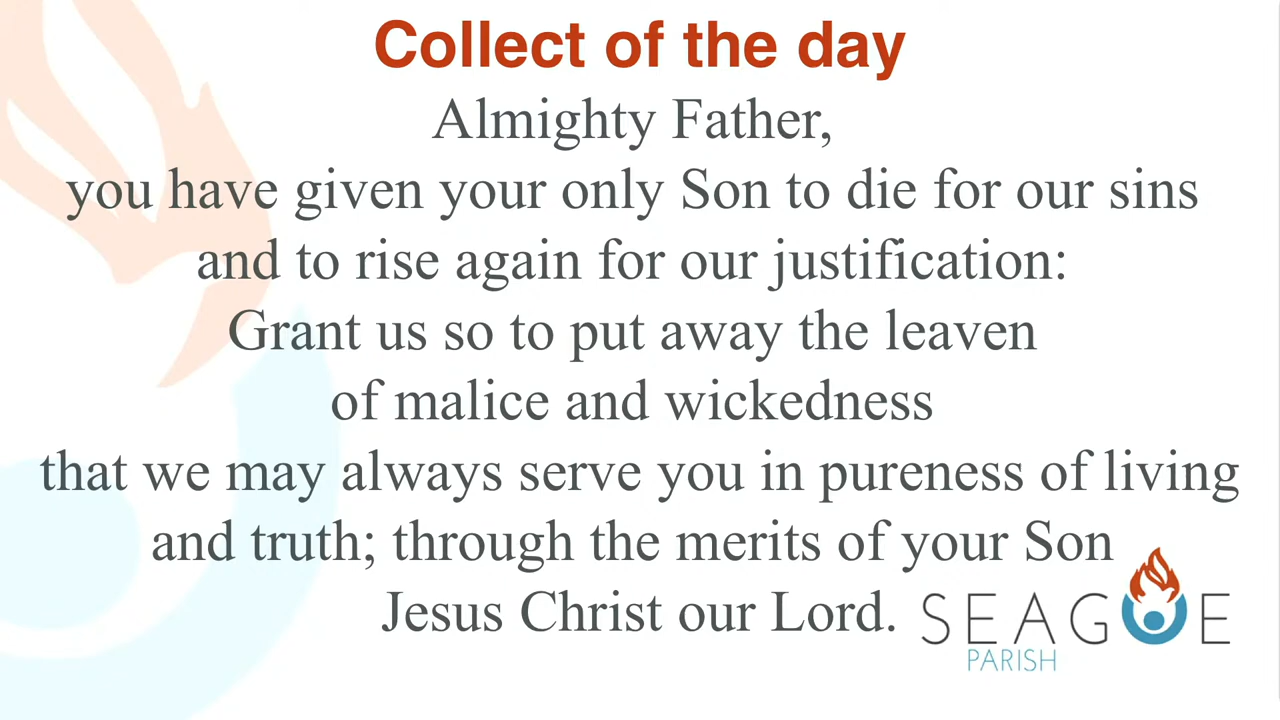 Collect of the day
Almighty Father,
you have given your only Son to die for our sins
and to rise again for our justification:
Grant us so to put away the leaven
of malice and wickedness
that we may always serve you in pureness of living
and truth; through the merits of your Son
Jesus Christ our Lord.
SEAGOE
PARISH